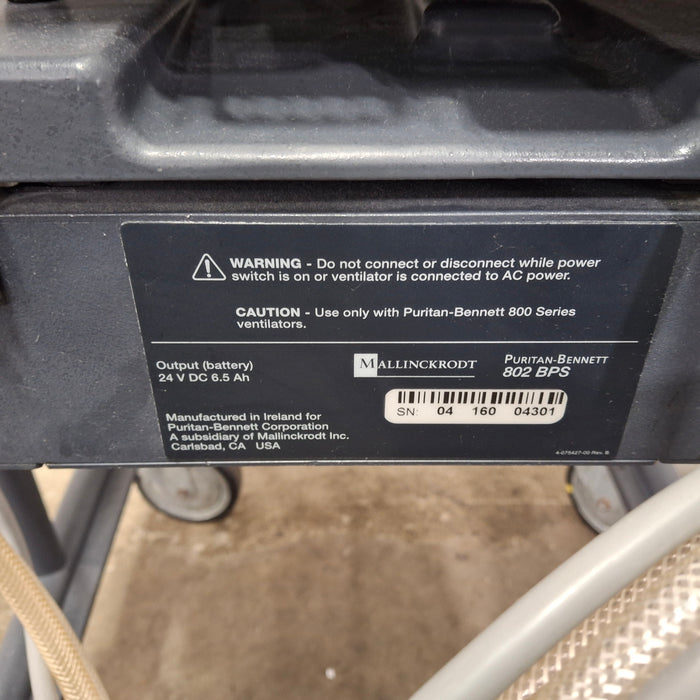 WARNING - Do not connect or disconnect while power
switch is on or ventilator is connected to AC power.
CAUTION - Use only with Puritan-Bennett 800 Series
ventilators.
Output (battery)
24 V DC 6.5 Ah
MALLINCKRODT
PURITAN-BENNETT
802 BPS
SN: 04 160 04301
Manufactured in Ireland for
Puritan-Bennett Corporation
A subsidiary of Mallinckrodt Inc.
Carlsbad, CA USA
4-075427-00 Rev. B